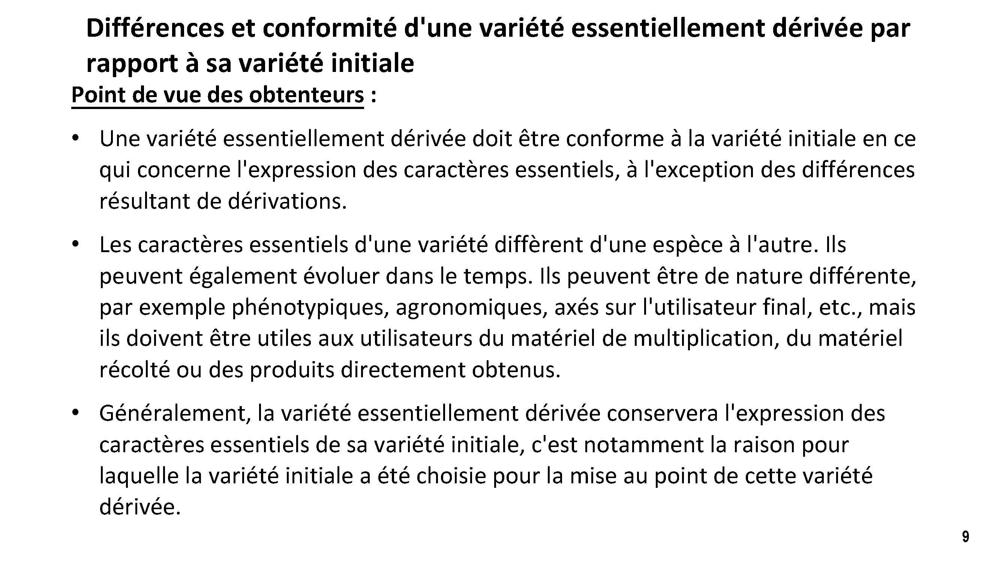 Différences et conformité d'une variété essentiellement dérivée par
rapport à sa variété initiale
Point de vue des obtenteurs :
• Une variété essentiellement dérivée doit être conforme à la variété initiale en ce
qui concerne l'expression des caractères essentiels, à l'exception des différences
résultant de dérivations.
• Les caractères essentiels d'une variété diffèrent d'une espèce à l'autre. Ils
peuvent également évoluer dans le temps. Ils peuvent être de nature différente,
par exemple phénotypiques, agronomiques, axés sur l'utilisateur final, etc., mais
ils doivent être utiles aux utilisateurs du matériel de multiplication, du matériel
récolté ou des produits directement obtenus.
• Généralement, la variété essentiellement dérivée conservera l'expression des
caractères essentiels de sa variété initiale, c'est notamment la raison pour
laquelle la variété initiale a été choisie pour la mise au point de cette variété
dérivée.
9